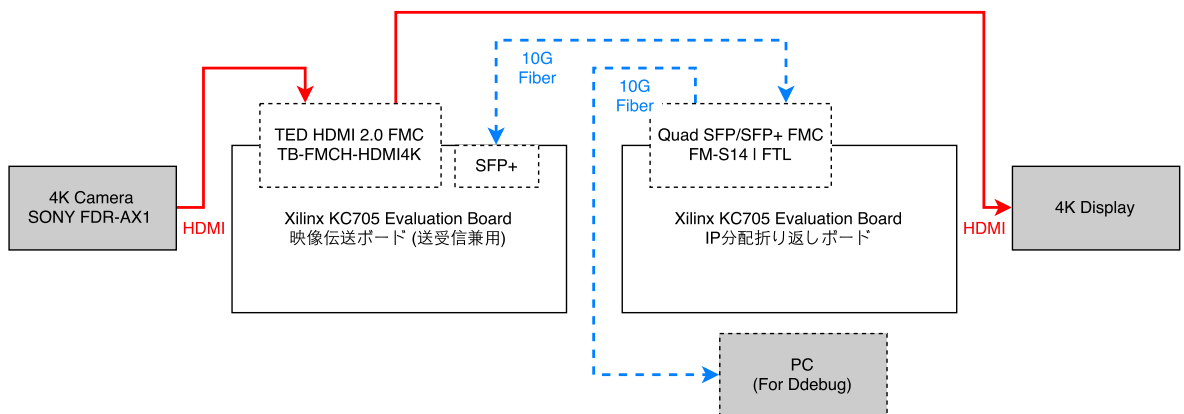 10G
Fiber
10G
Fiber
TED HDMI 2.0 FMC
TB-FMCH-HDMI4K
SFP+
Quad SFP/SFP+ FMC
FM-S14 | FTL
4K Camera
SONY FDR-AX1
HDMI
Xilinx KC705 Evaluation Board
映像伝送ボード (送受信兼用)
Xilinx KC705 Evaluation Board
IP分配折り返しボード
HDMI
4K Display
PC
(For Ddebug)